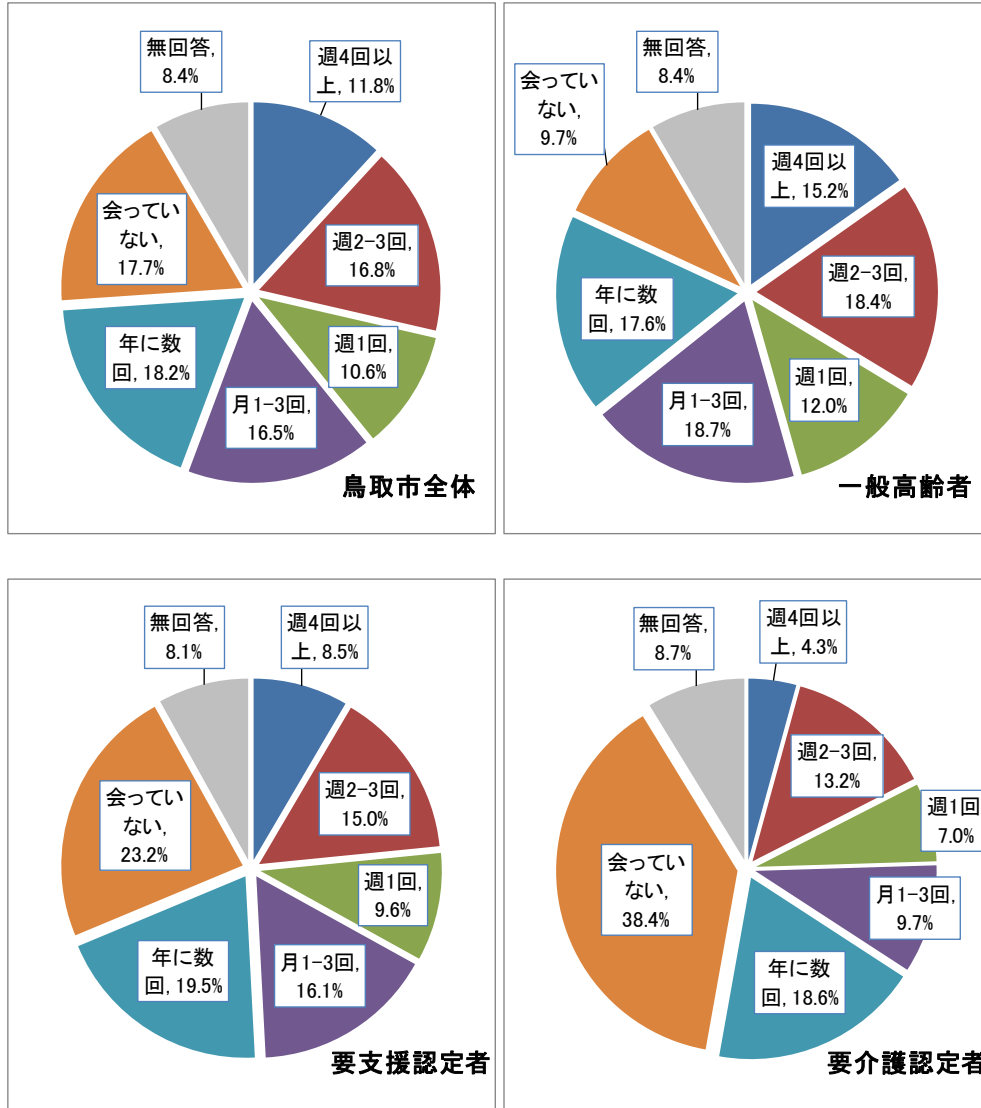 無回答,
8.4%
週4回以
上, 11.8%
週2-3回,
16.8%
週1回,
10.6%
月1-3回,
16.5%
年に数
回, 18.2%
会ってい
ない,
17.7%
鳥取市全体
無回答,
8.4%
週4回以
上, 15.2%
週2-3回,
18.4%
週1回,
12.0%
月1-3回,
18.7%
年に数
回, 17.6%
会ってい
ない,
9.7%
一般高齢者
無回答,
8.1%
週4回以
上, 8.5%
週2-3回,
15.0%
週1回,
9.6%
月1-3回,
16.1%
年に数
回, 19.5%
会ってい
ない,
23.2%
要支援認定者
無回答,
8.7%
週4回以
上, 4.3%
週2-3回,
13.2%
週1回
7.0%
月1-3回,
9.7%
年に数
回, 18.6%
会ってい
ない,
38.4%
要介護認定者